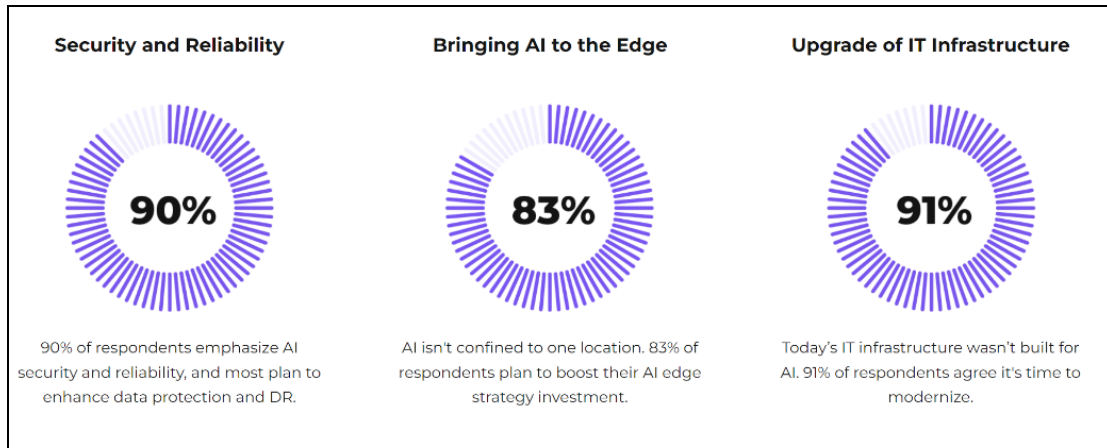 Security and Reliability
90%
90% of respondents emphasize AI
security and reliability, and most plan to
enhance data protection and DR.
Bringing AI to the Edge
83%
AI isn't confined to one location. 83% of
respondents plan to boost their AI edge
strategy investment.
Upgrade of IT Infrastructure
91%
Today’s IT infrastructure wasn’t built for
AI. 91% of respondents agree it's time to
modernize.